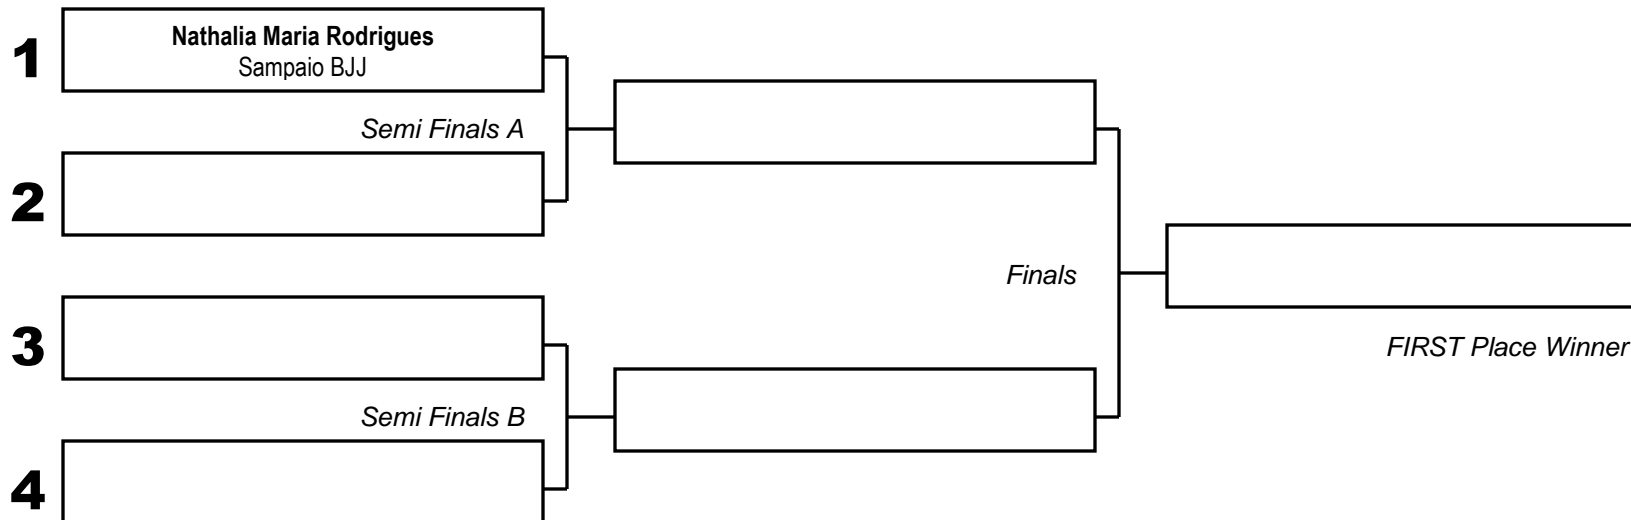 1
Nathalia Maria Rodrigues
Sampaio BJJ
Semi Finals A
2
Finals
3
FIRST Place Winner
Semi Finals B
4